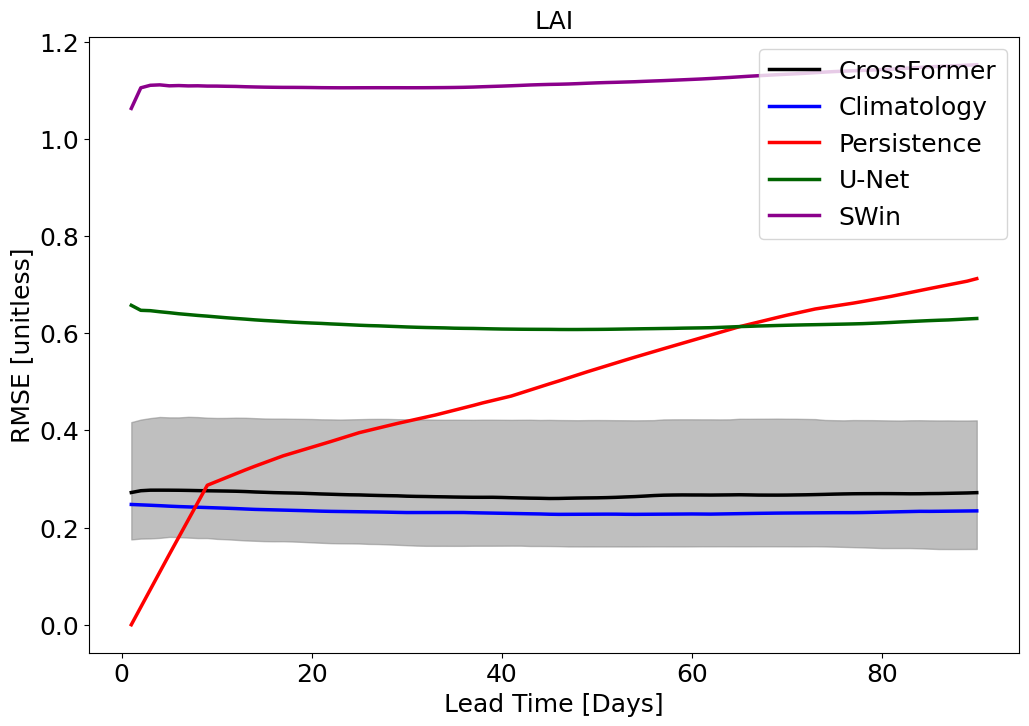 LAI
1.2
1.0
0.8
0.6
0.4
0.2
0.0
RMSE [unitless]
CrossFormer
Climatology
Persistence
U-Net
SWin
0
20
40
60
80
Lead Time [Days]